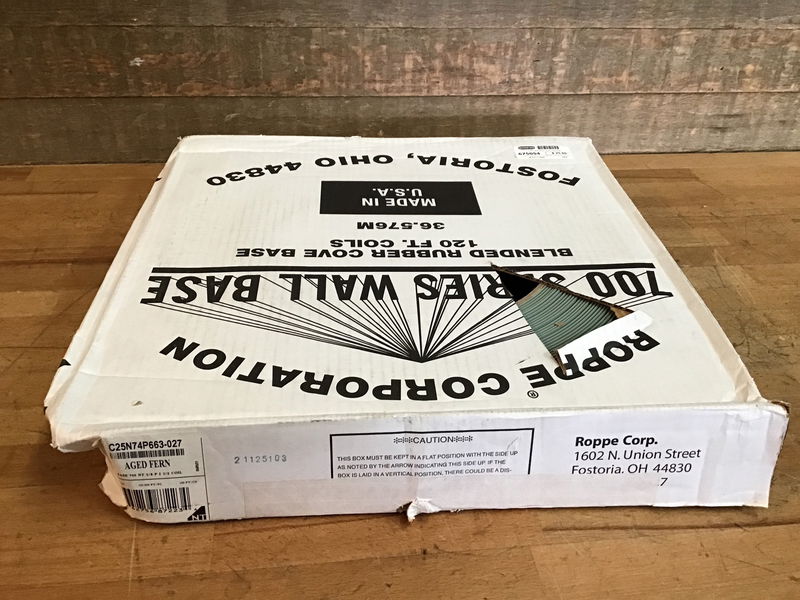 ROPPE CORPORATION®
700 SERIES WALL BASE
BLENDED RUBBER COVE BASE
120 FT. COILS
36.576M
MADE IN
U.S.A.
FOSTORIA, OHIO 44830
675654
C25N74P663-027
AGED FERN
21125103
***CAUTION***
THIS BOX MUST BE KEPT IN A FLAT POSITION WITH THE SIDE UP
AS NOTED BY THE ARROW INDICATING THIS SIDE UP. IF THE
BOX IS LAID IN A VERTICAL POSITION, THERE COULD BE A DIS-
Roppe Corp.
1602 N. Union Street
Fostoria. OH 44830
7